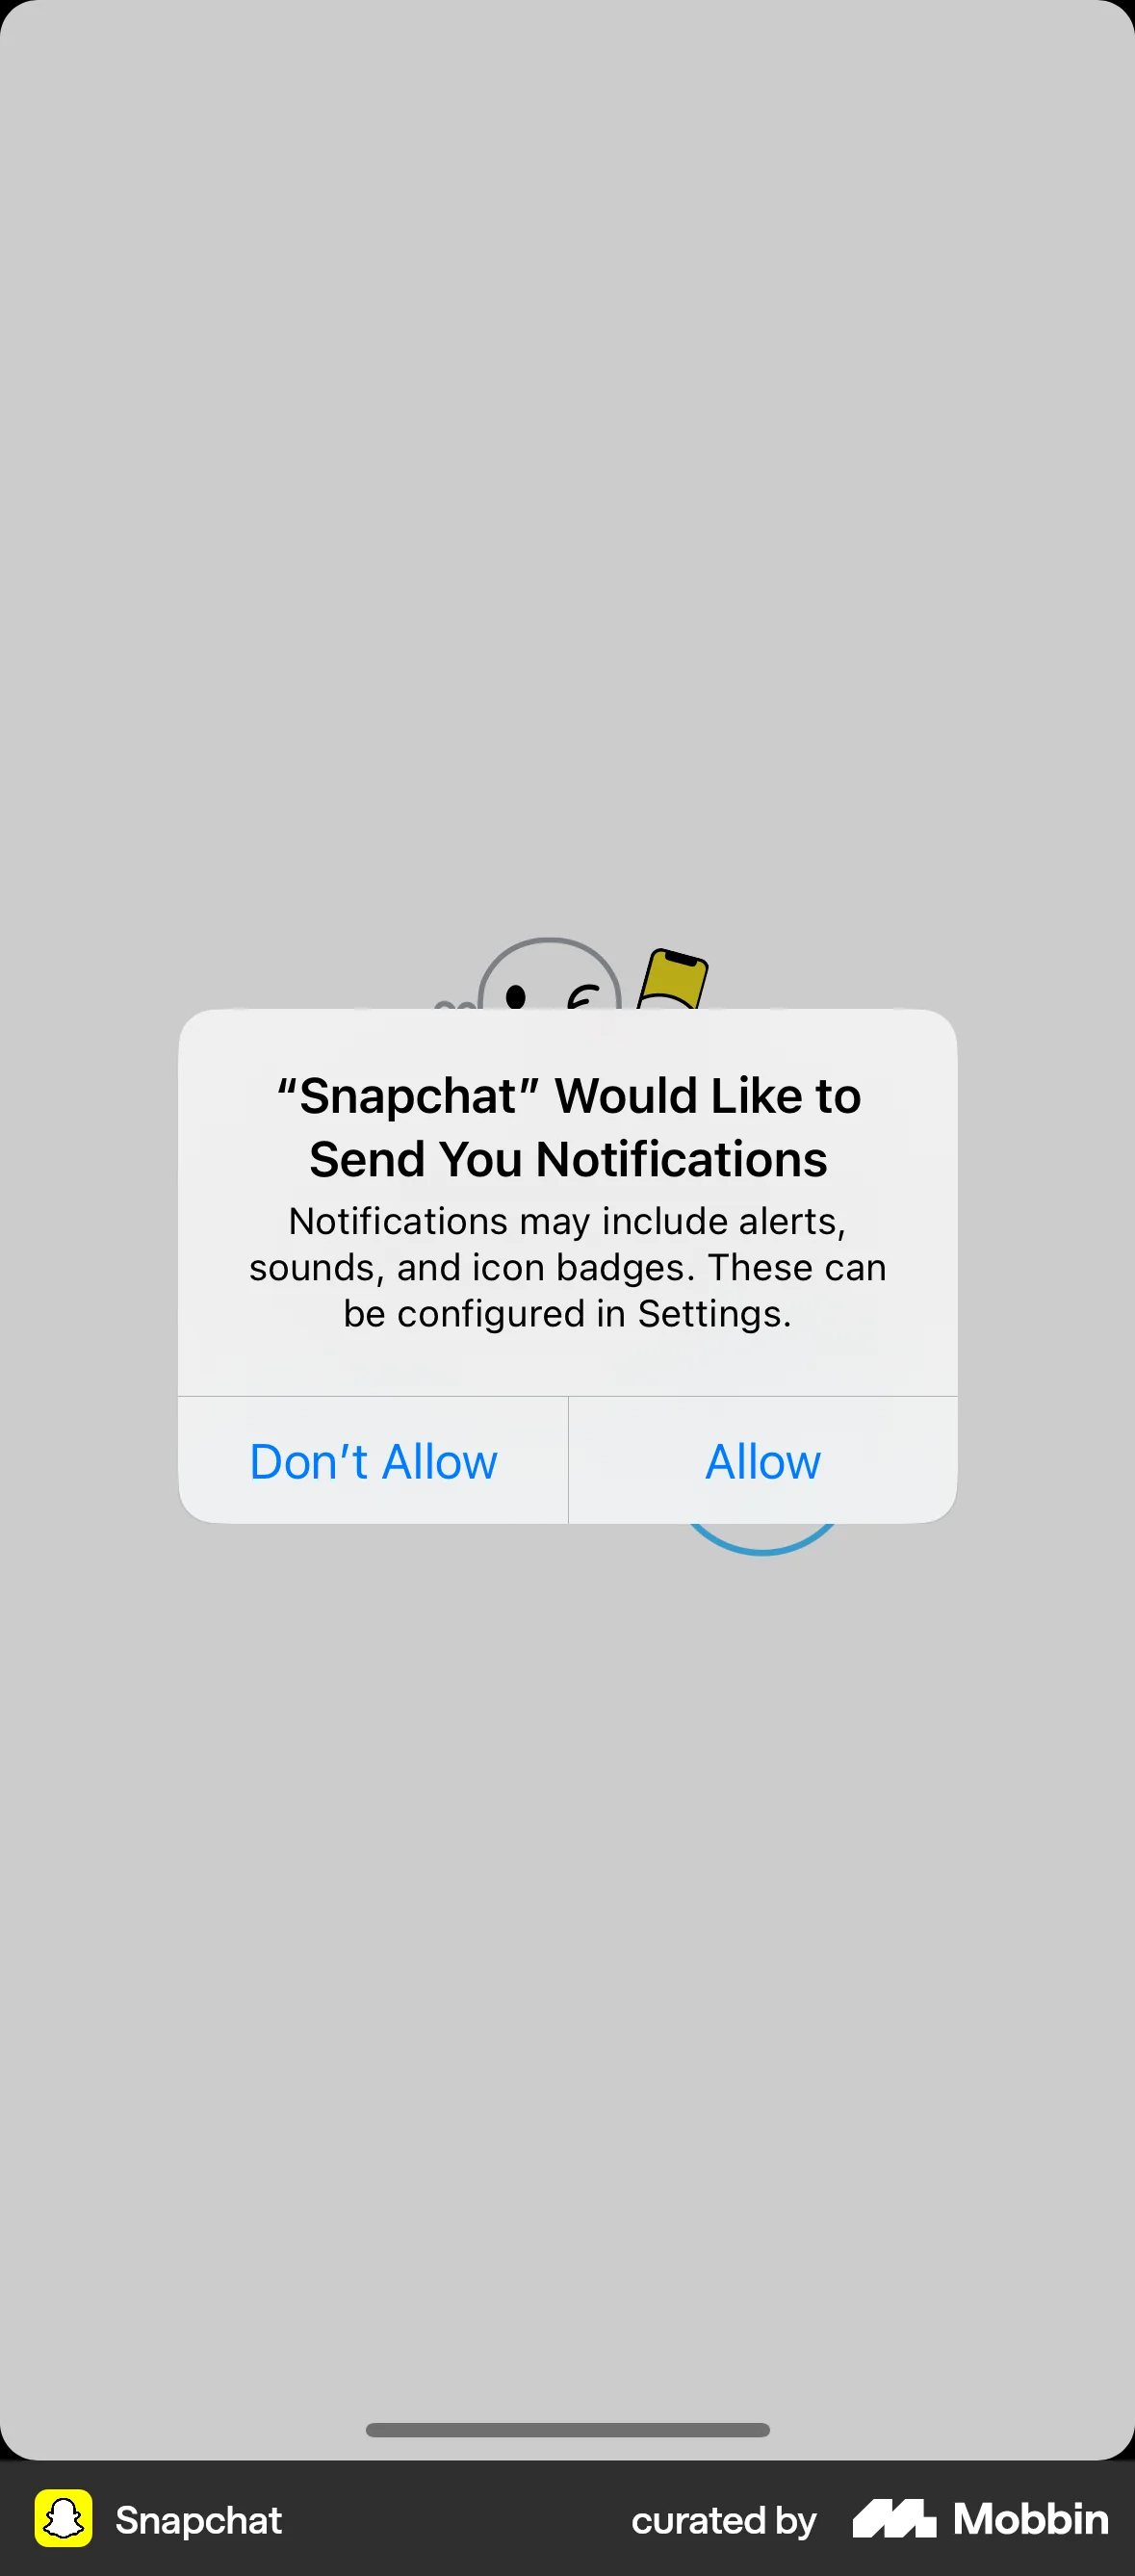 “Snapchat” Would Like to
Send You Notifications
Notifications may include alerts,
sounds, and icon badges. These can
be configured in Settings.
Don’t Allow
Allow
Snapchat
curated by
Mobbin